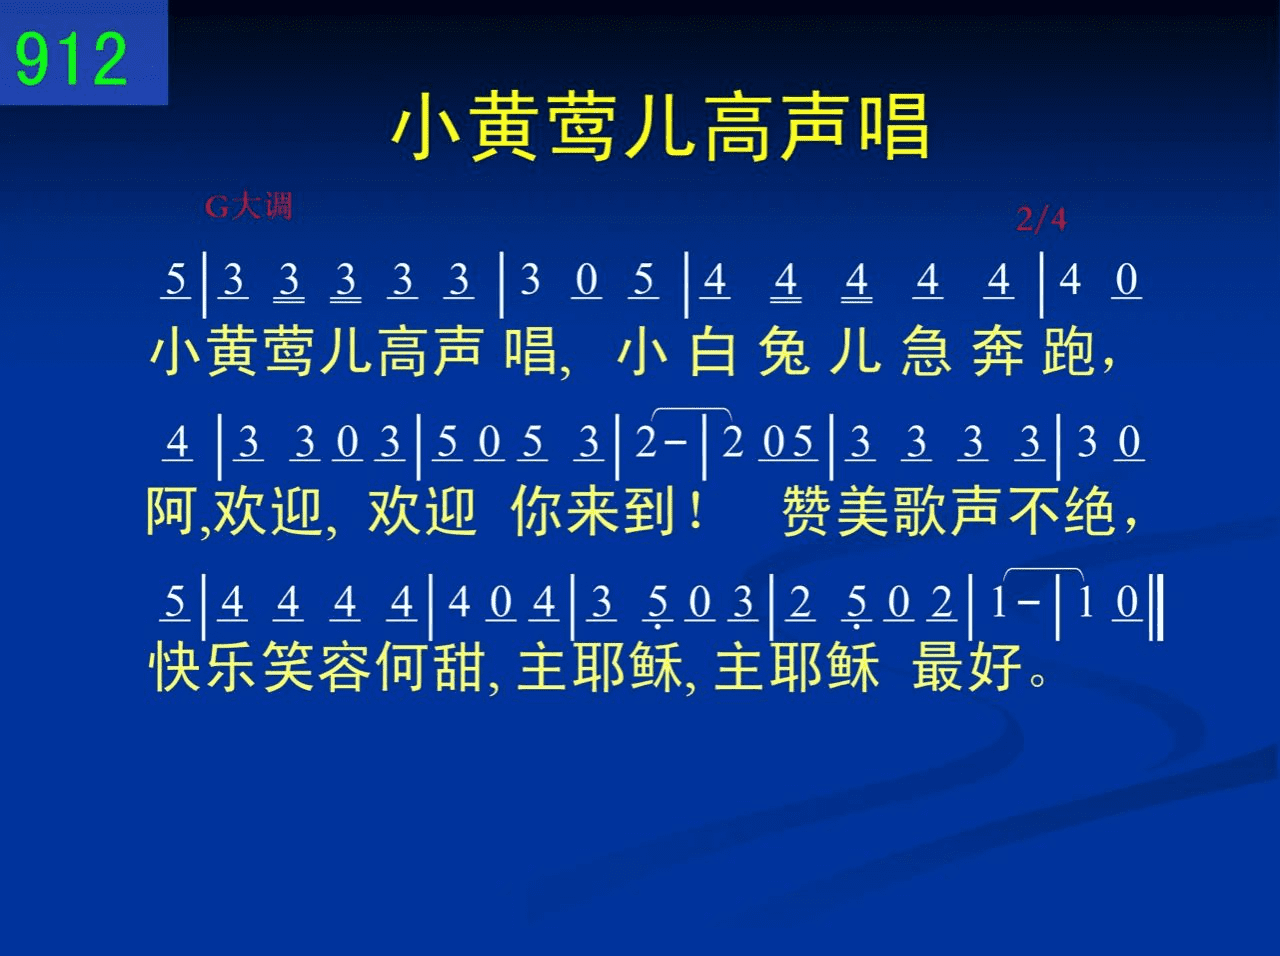 912
小黄莺儿高声唱
G大调 2/4
5|3 3 3 3 3|3 0 5|4 4 4 4 4|4 0
小黄莺儿高声唱, 小白兔儿急奔跑，
4|3 3 0 3|5 0 5 3|2-|2 0 5|3 3 3 3|3 0
阿,欢迎, 欢迎 你来到！ 赞美歌声不绝，
5|4 4 4 4|4 0 4|3 5̣ 0 3|2 5̣ 0 2|1-|1 0‖
快乐笑容何甜, 主耶稣, 主耶稣 最好。